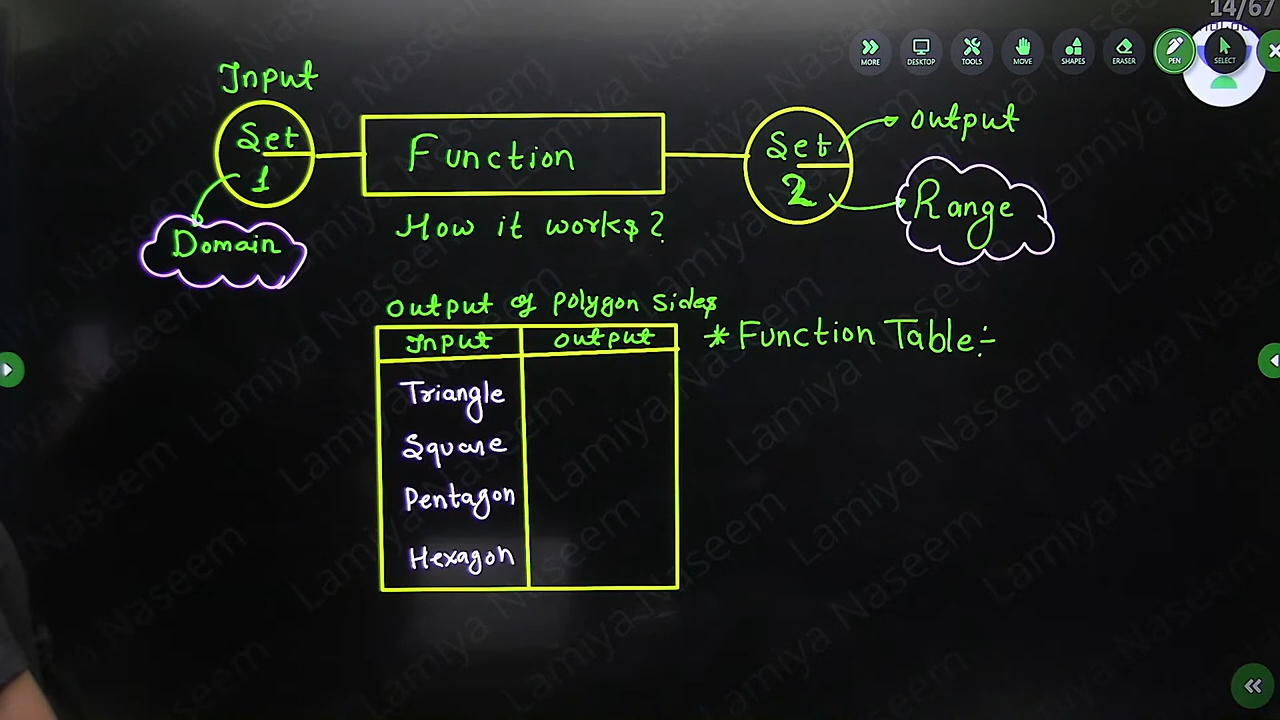 14/67
MORE
DESKTOP
TOOLS
MOVE
SHAPES
ERASER
PEN
SELECT
Input
Set
1
Function
Set
2
output
Range
Domain
How it works?
output of polygon sides
Input
output
* Function Table:-
Triangle
Square
Pentagon
Hexagon
Lamiya Naseem